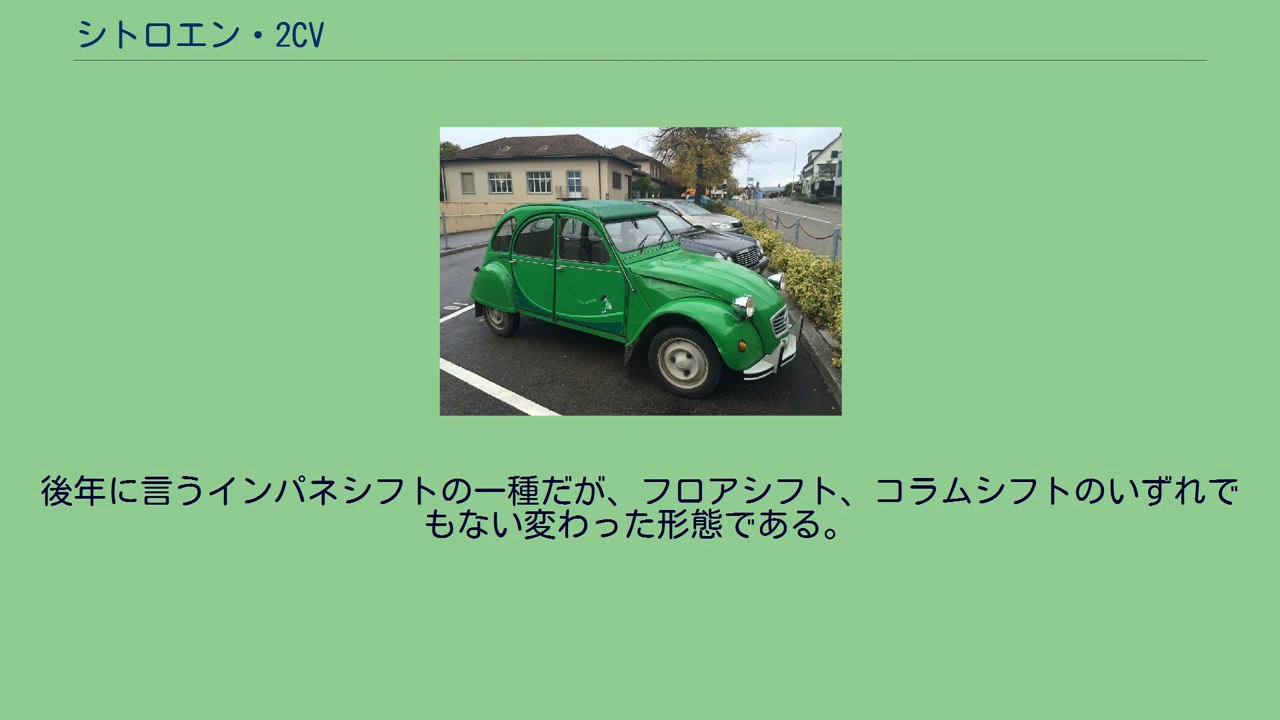 シトロエン・2CV
後年に言うインパネシフトの一種だが、フロアシフト、コラムシフトのいずれで
もない変わった形態である。